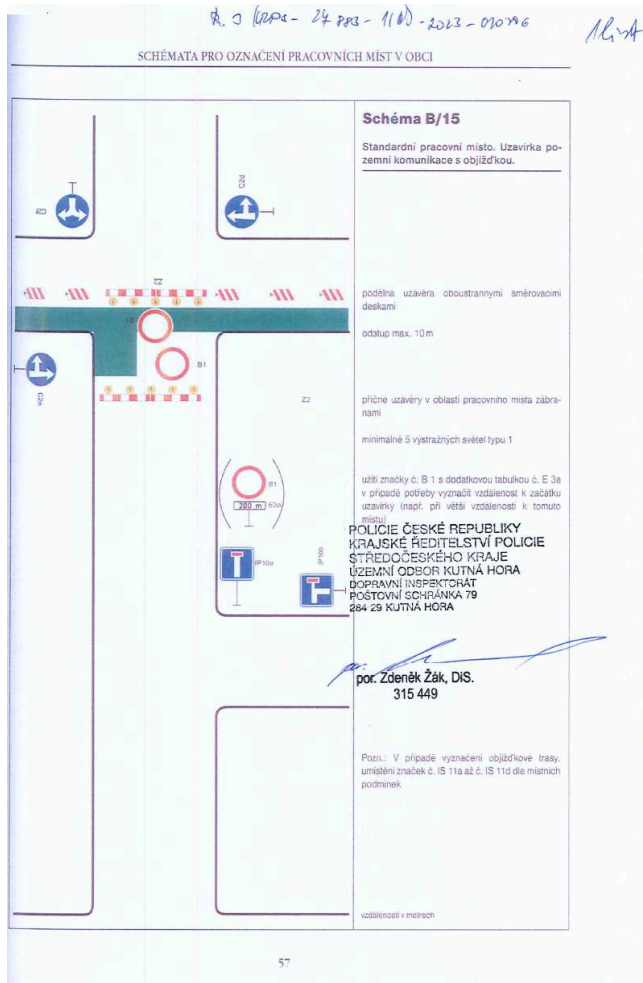 SCHÉMATA PRO OZNAČENÍ PRACOVNÍCH MÍST V OBCI
Schéma B/15
Standardní pracovní místo. Uzavírka po-
zemní komunikace s objížďkou.
C2f
C2d
Z2
podélná uzavěra oboustrannými směrovacími
deskami
odstup max. 10 m
B1
C2e
Z2
příčné uzávěry v oblasti pracovního místa zábra-
nami
minimálně 5 výstražných světel typu 1
užití značky č. B 1 s dodatkovou tabulkou č. E 3a
v případě potřeby vyznačit vzdálenost k začátku
uzavírky (např. při větší vzdálenosti k tomuto
místu)
B1
200 m E3a
IP10a
IP10b
POLICIE ČESKÉ REPUBLIKY
KRAJSKÉ ŘEDITELSTVÍ POLICIE
STŘEDOČESKÉHO KRAJE
ÚZEMNÍ ODBOR KUTNÁ HORA
DOPRAVNÍ INSPEKTORÁT
POŠTOVNÍ SCHRÁNKA 79
284 29 KUTNÁ HORA
por. Zdeněk Žák, DiS.
315 449
Pozn.: V případě vyznačení objížďkové trasy,
umístění značek č. IS 11a až č. IS 11d dle místních
podmínek
vzdálenosti v metrech
57